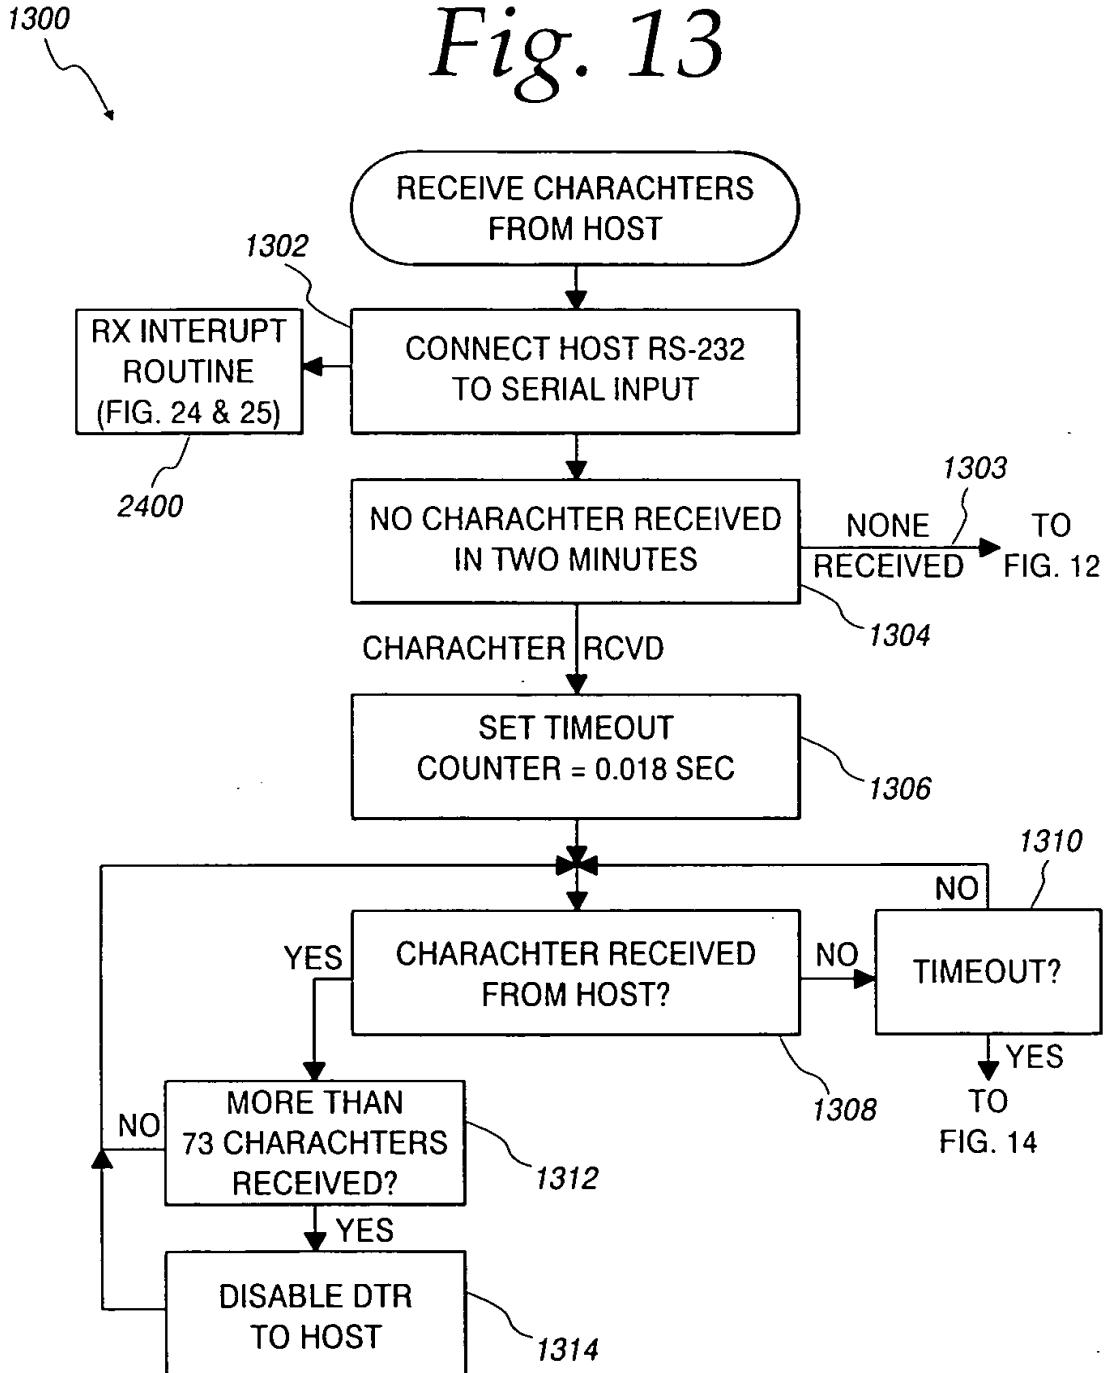 1300
Fig. 13
RECEIVE CHARACHTERS
FROM HOST
1302
RX INTERUPT
ROUTINE
(FIG. 24 & 25)
2400
CONNECT HOST RS-232
TO SERIAL INPUT
NO CHARACHTER RECEIVED
IN TWO MINUTES
1303
NONE
RECEIVED
TO
FIG. 12
1304
CHARACHTER RCVD
SET TIMEOUT
COUNTER = 0.018 SEC
1306
1310
NO
YES
CHARACHTER RECEIVED
FROM HOST?
NO
TIMEOUT?
1308
YES
TO
FIG. 14
NO
MORE THAN
73 CHARACHTERS
RECEIVED?
1312
YES
DISABLE DTR
TO HOST
1314